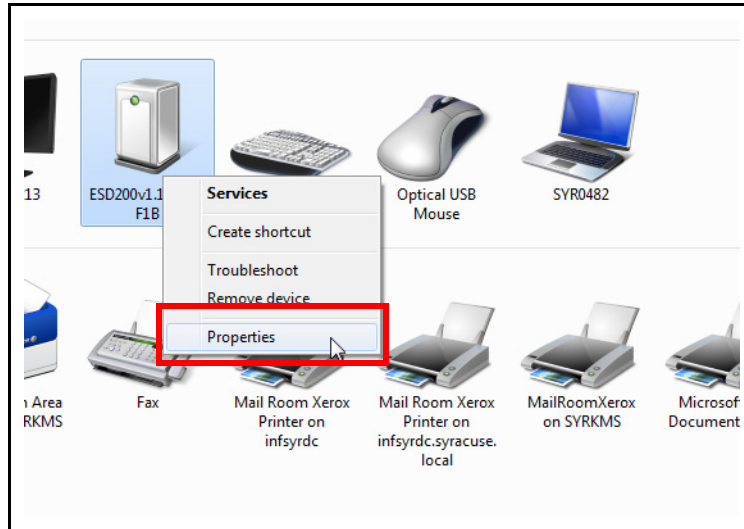 13
ESD200v1.1
F1B
Optical USB
Mouse
SYR0482
Services
Create shortcut
Troubleshoot
Remove device
Properties
n Area
RKMS
Fax
Mail Room Xerox
Printer on
infsyrdc
Mail Room Xerox
Printer on
infsyrdc.syracuse.
local
MailRoomXerox
on SYRKMS
Microsof
Document